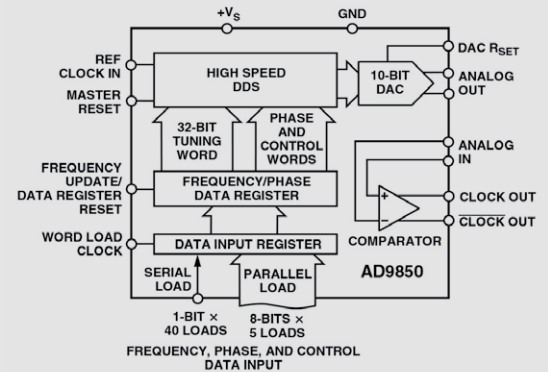 +VS
GND
REF
CLOCK IN
MASTER
RESET
FREQUENCY
UPDATE/
DATA REGISTER
RESET
WORD LOAD
CLOCK
HIGH SPEED
DDS
10-BIT
DAC
DAC RSET
ANALOG
OUT
32-BIT
TUNING
WORD
PHASE
AND
CONTROL
WORDS
ANALOG
IN
FREQUENCY/PHASE
DATA REGISTER
+
–
CLOCK OUT
CLOCK OUT
COMPARATOR
DATA INPUT REGISTER
SERIAL
LOAD
PARALLEL
LOAD
AD9850
1-BIT ×
40 LOADS
8-BITS ×
5 LOADS
FREQUENCY, PHASE, AND CONTROL
DATA INPUT